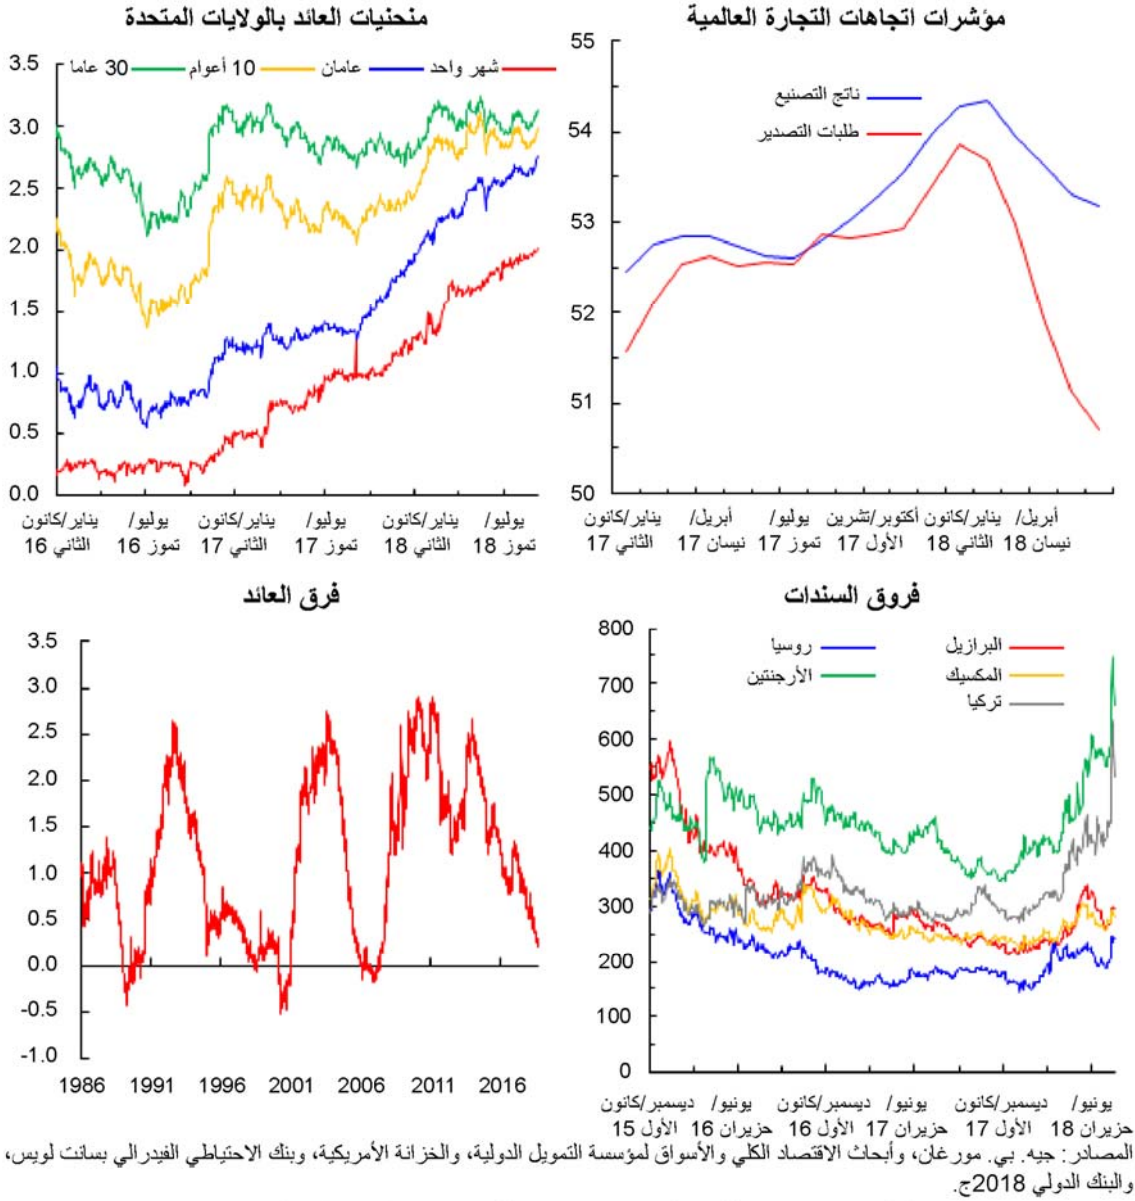 مؤشرات اتجاهات التجارة العالمية
55
54
53
52
51
50
ناتج التصنيع
طلبات التصدير
يناير/كانون الثاني 17
أبريل/ نيسان 17
يوليو/ تموز 17
أكتوبر/تشرين الأول 17
يناير/كانون الثاني 18
أبريل/ نيسان 18
منحنيات العائد بالولايات المتحدة
3.5
3.0
2.5
2.0
1.5
1.0
0.5
0.0
شهر واحد
عامان
10 أعوام
30 عاما
يناير/كانون الثاني 16
يوليو/ تموز 16
يناير/كانون الثاني 17
يوليو/ تموز 17
يناير/كانون الثاني 18
يوليو/ تموز 18
فروق السندات
800
700
600
500
400
300
200
100
0
البرازيل
روسيا
المكسيك
الأرجنتين
تركيا
ديسمبر/كانون الأول 15
يونيو/ حزيران 16
ديسمبر/كانون الأول 16
يونيو/ حزيران 17
ديسمبر/كانون الأول 17
يونيو/ حزيران 18
فرق العائد
3.5
3.0
2.5
2.0
1.5
1.0
0.5
0.0
-0.5
-1.0
1986 1991 1996 2001 2006 2011 2016
المصادر: جيه. بي. مورغان، وأبحاث الاقتصاد الكلي والأسواق لمؤسسة التمويل الدولية، والخزانة الأمريكية، وبنك الاحتياطي الفيدرالي بسانت لويس،
والبنك الدولي 2018ج.